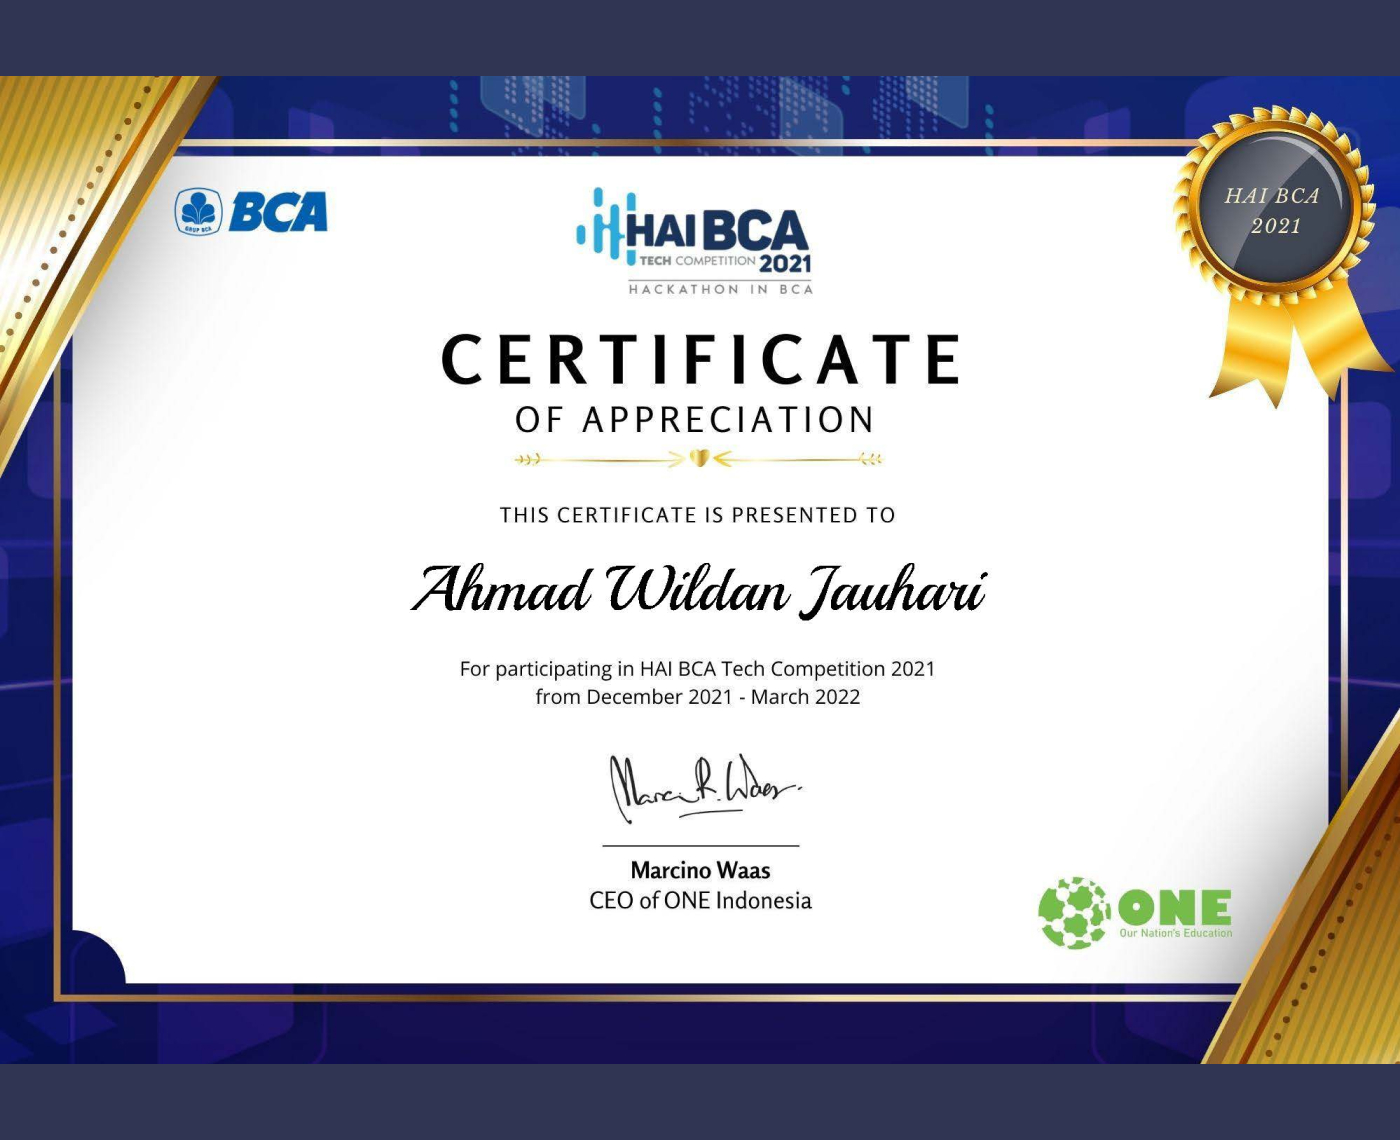 GRUP BCA
BCA
HAI BCA
TECH COMPETITION 2021
HACKATHON IN BCA
HAI BCA
2021
CERTIFICATE
OF APPRECIATION
THIS CERTIFICATE IS PRESENTED TO
Ahmad Wildan Jauhari
For participating in HAI BCA Tech Competition 2021
from December 2021 - March 2022
Marcino Waas
CEO of ONE Indonesia
ONE
Our Nation's Education